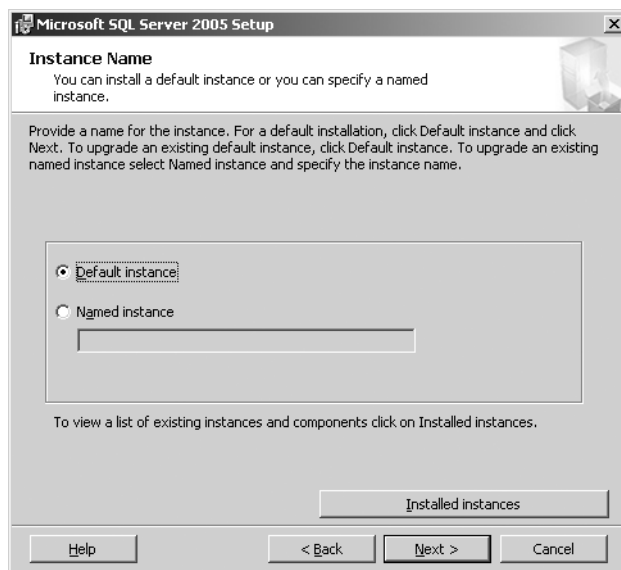 Microsoft SQL Server 2005 Setup
Instance Name
You can install a default instance or you can specify a named
instance.
Provide a name for the instance. For a default installation, click Default instance and click
Next. To upgrade an existing default instance, click Default instance. To upgrade an existing
named instance select Named instance and specify the instance name.
Default instance
Named instance
To view a list of existing instances and components click on Installed instances.
Installed instances
Help
< Back
Next >
Cancel